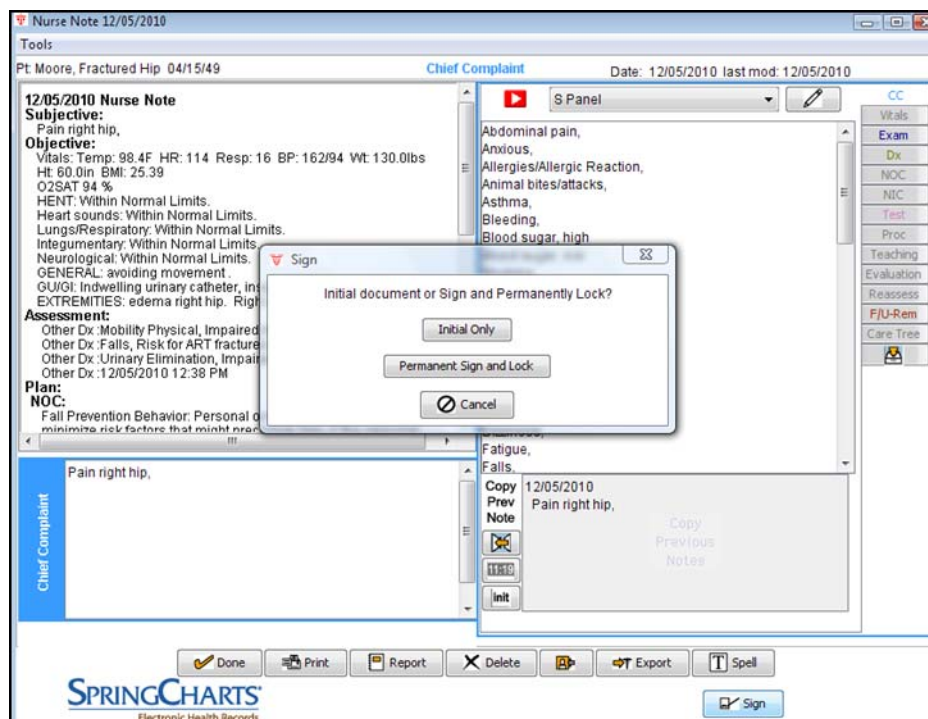 Nurse Note 12/05/2010
Tools
Pt: Moore, Fractured Hip 04/15/49
Chief Complaint
Date: 12/05/2010 last mod: 12/05/2010
12/05/2010 Nurse Note
Subjective:
Pain right hip,
Objective:
Vitals: Temp: 98.4F HR: 114 Resp: 16 BP: 162/94 Wt: 130.0lbs
Ht: 60.0in BMI: 25.39
O2SAT 94 %
HENT: Within Normal Limits.
Heart sounds: Within Normal Limits.
Lungs/Respiratory: Within Normal Limits.
Integumentary: Within Normal Limits.
Neurological: Within Normal Limits.
GENERAL: avoiding movement .
GU/GI: Indwelling urinary catheter,
EXTREMITIES: edema right hip.
Assessment:
Other Dx :Mobility Physical, Impaired
Other Dx :Falls, Risk for ART fracture
Other Dx :Urinary Elimination,
Other Dx :12/05/2010 12:38 PM
Plan:
NOC:
Fall Prevention Behavior: Personal
minimize risk factors that might
S Panel
Abdominal pain,
Anxious,
Allergies/Allergic Reaction,
Animal bites/attacks,
Asthma,
Bleeding,
Blood sugar, high
Fatigue,
Falls,
CC
Vitals
Exam
Dx
NOC
NIC
Test
Proc
Teaching
Evaluation
Reassess
F/U-Rem
Care Tree
Sign
Initial document or Sign and Permanently Lock?
Initial Only
Permanent Sign and Lock
Cancel
Chief Complaint
Pain right hip,
Copy
Prev
Note
11:19
init
12/05/2010
Pain right hip,
Copy
Previous
Notes
Done
Print
Report
Delete
Export
T Spell
SPRINGCHARTS
Electronic Health Records
Sign